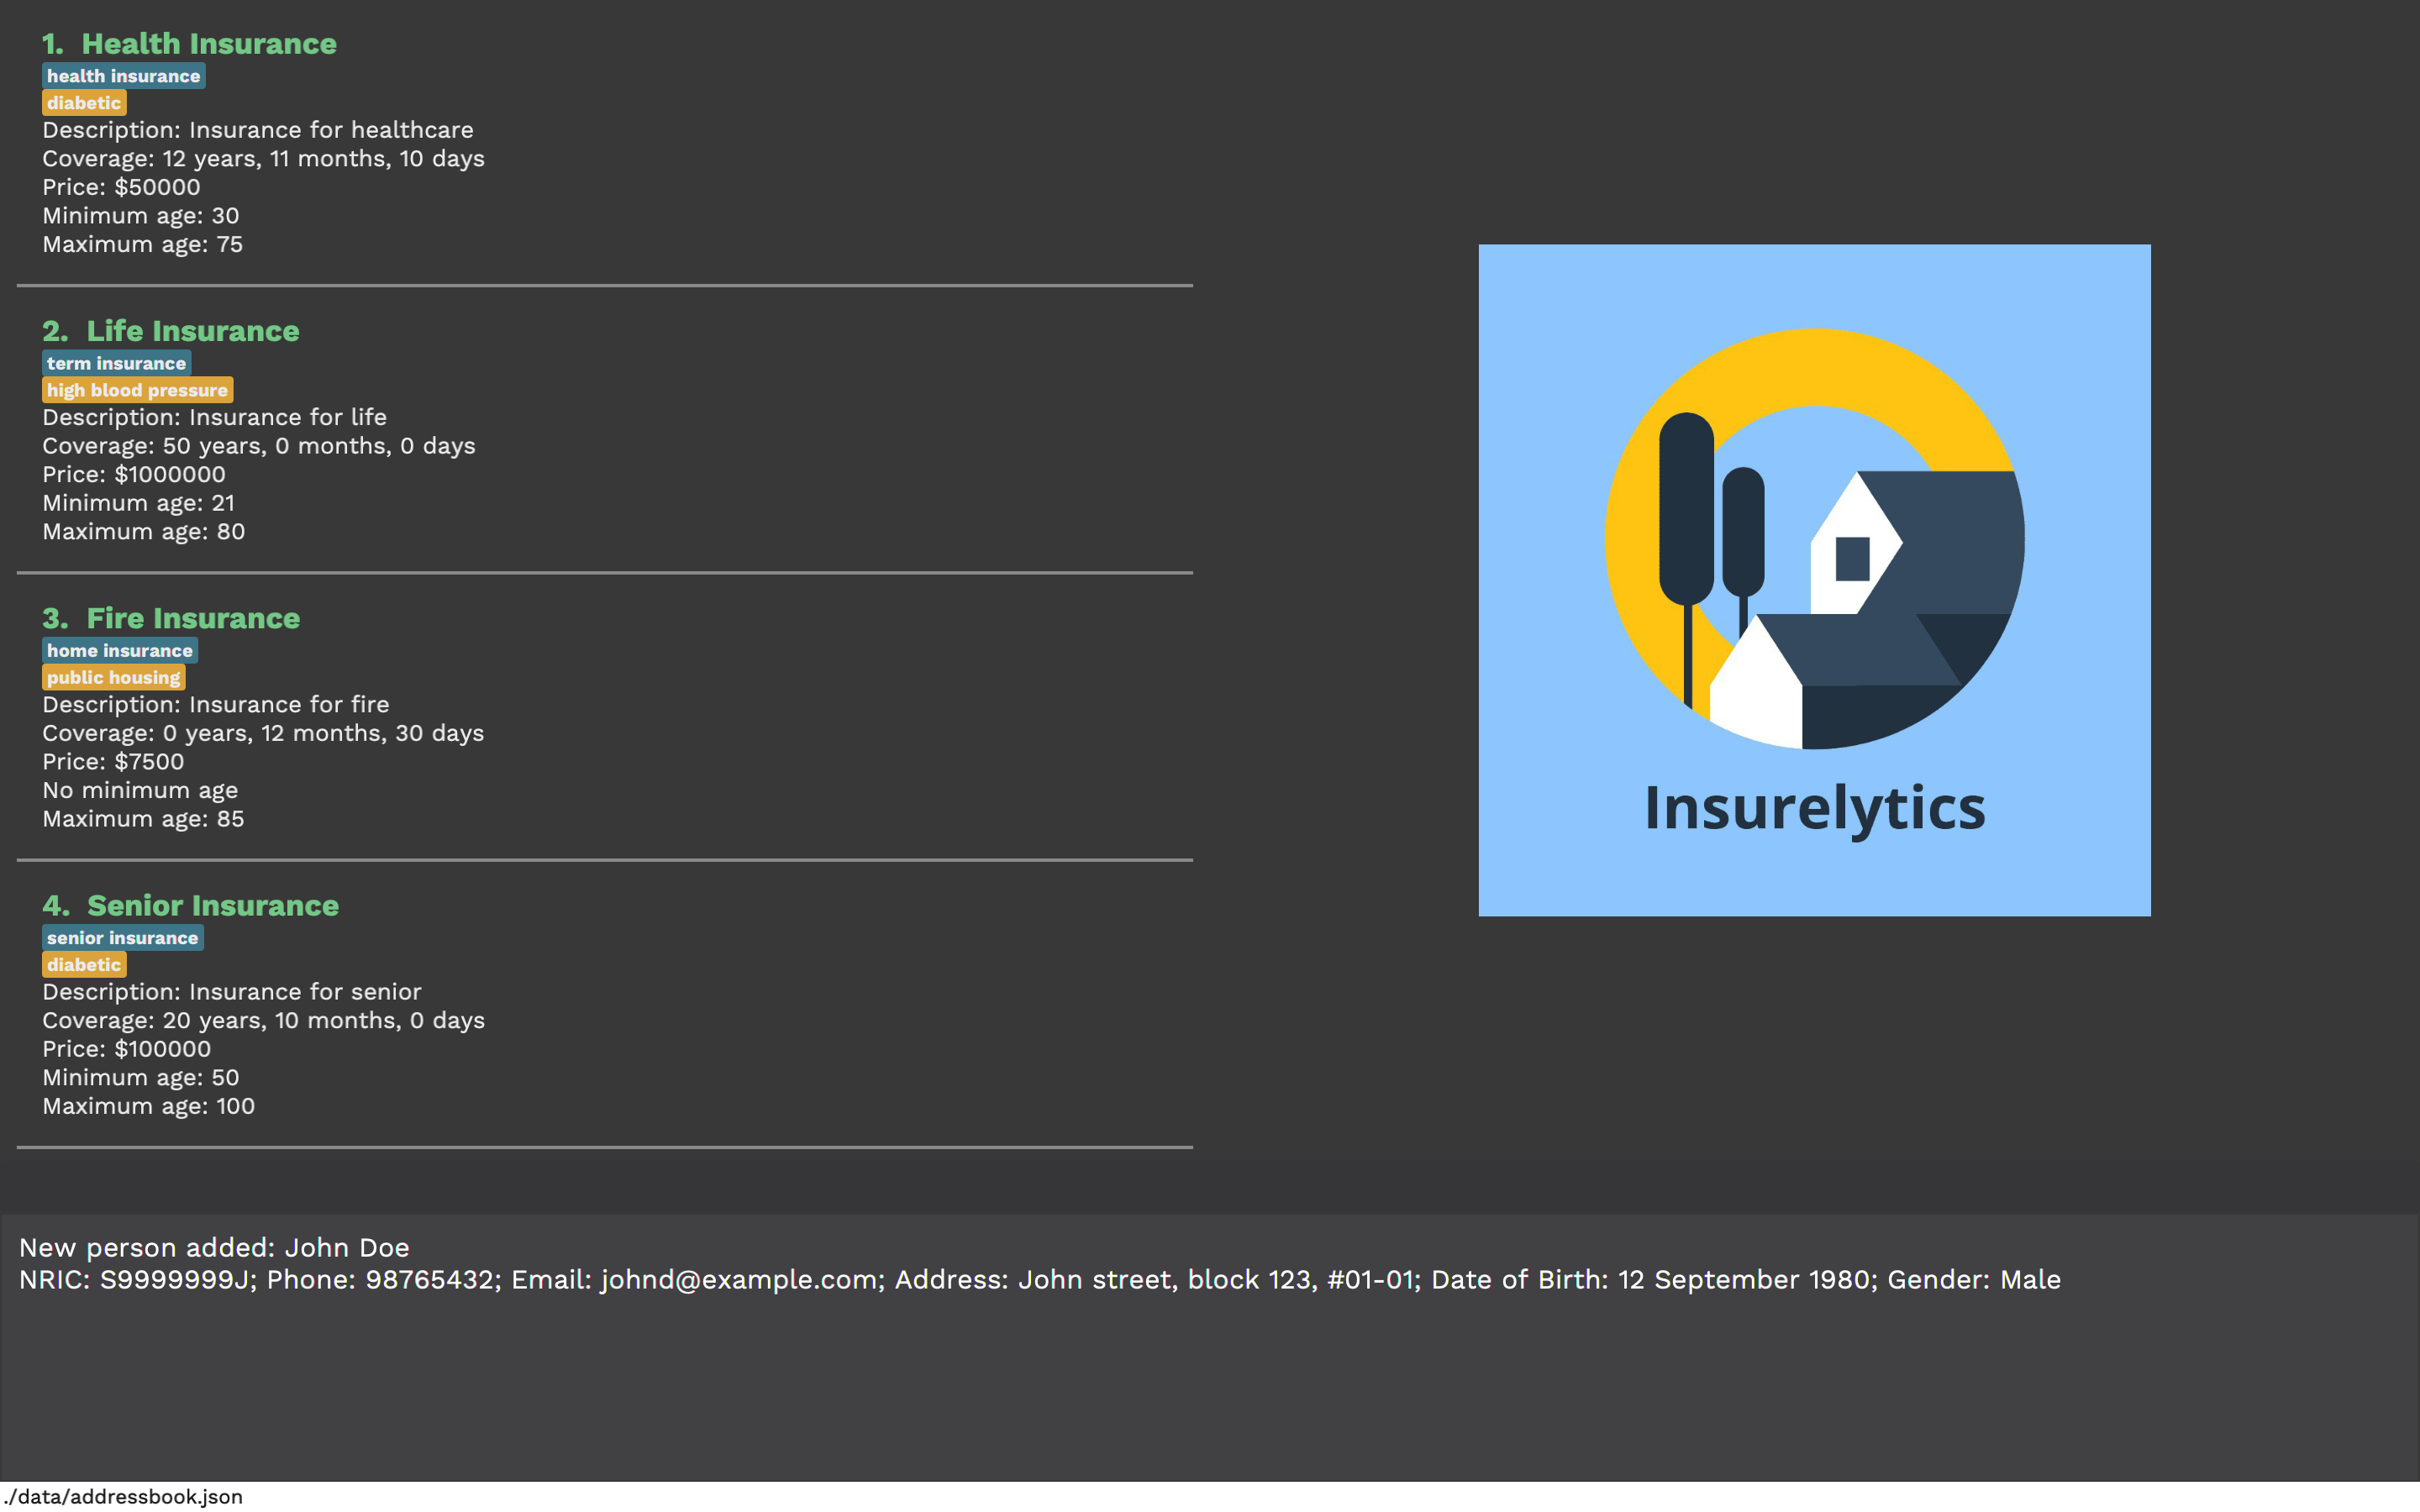 1. Health Insurance
health insurance
diabetic
Description: Insurance for healthcare
Coverage: 12 years, 11 months, 10 days
Price: $50000
Minimum age: 30
Maximum age: 75
2. Life Insurance
term insurance
high blood pressure
Description: Insurance for life
Coverage: 50 years, 0 months, 0 days
Price: $1000000
Minimum age: 21
Maximum age: 80
3. Fire Insurance
home insurance
public housing
Description: Insurance for fire
Coverage: 0 years, 12 months, 30 days
Price: $7500
No minimum age
Maximum age: 85
4. Senior Insurance
senior insurance
diabetic
Description: Insurance for senior
Coverage: 20 years, 10 months, 0 days
Price: $100000
Minimum age: 50
Maximum age: 100
Insurelytics
New person added: John Doe
NRIC: S9999999J; Phone: 98765432; Email: johnd@example.com; Address: John street, block 123, #01-01; Date of Birth: 12 September 1980; Gender: Male
./data/addressbook.json